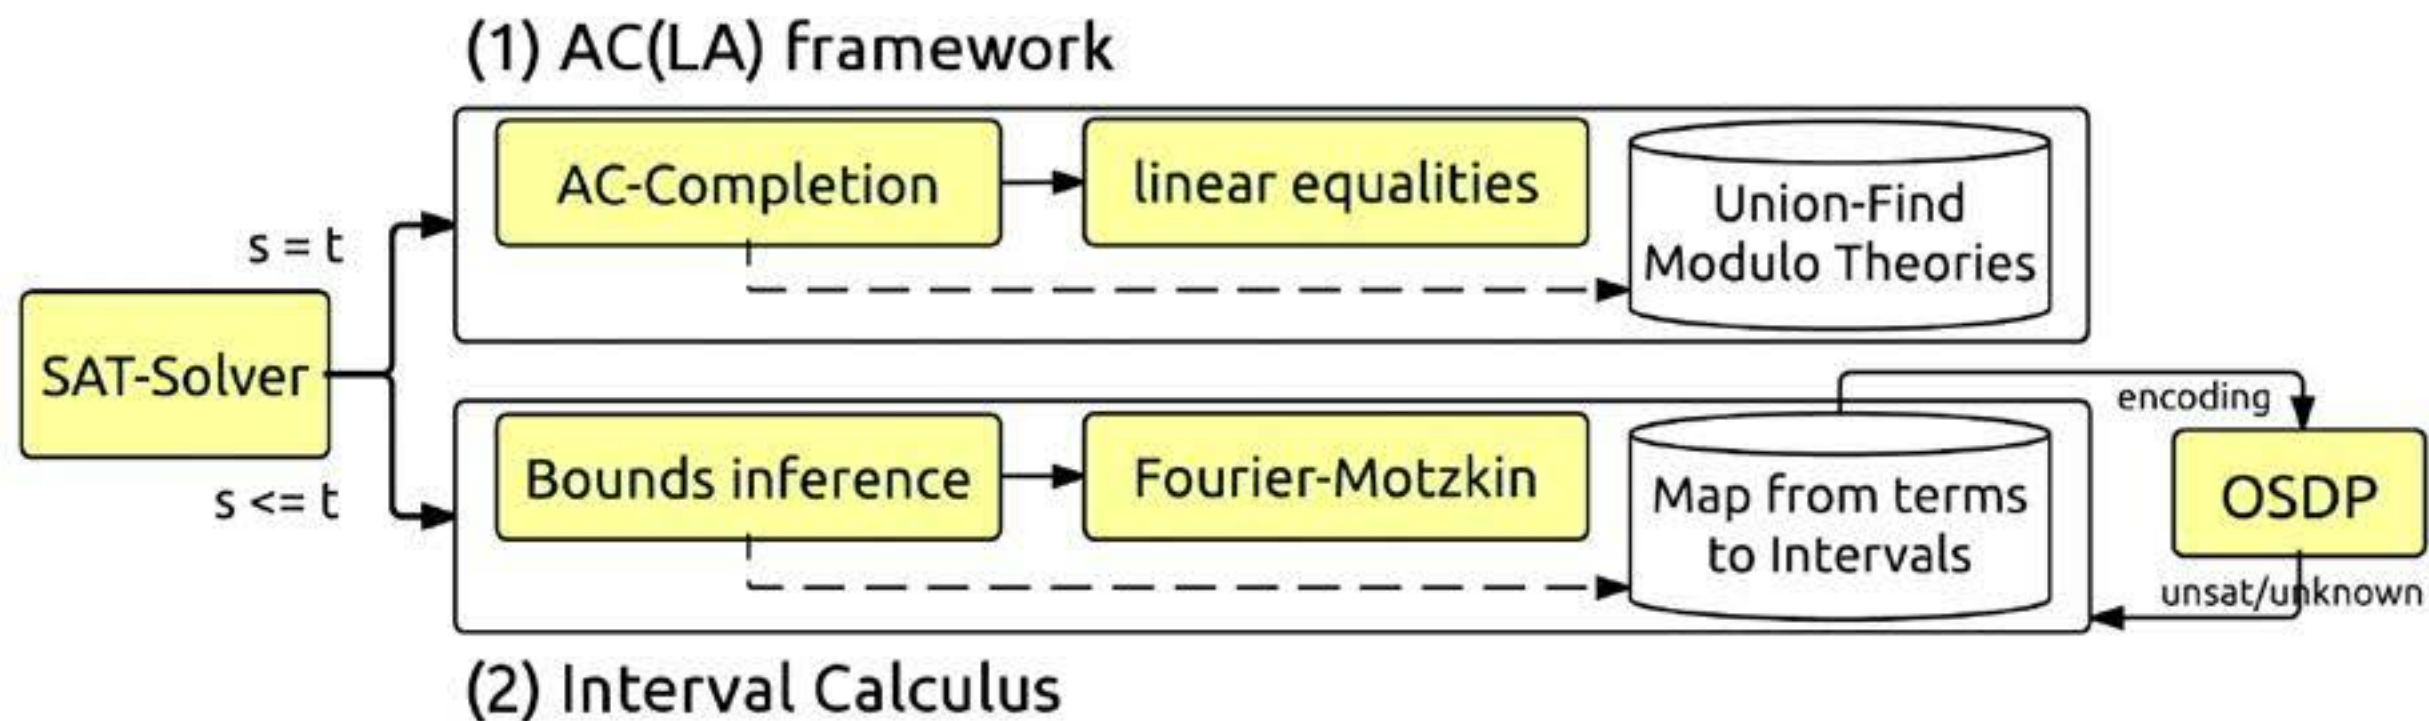 (1) AC(LA) framework
AC-Completion
linear equalities
Union-Find
Modulo Theories
s = t
SAT-Solver
s <= t
Bounds inference
Fourier-Motzkin
Map from terms
to Intervals
encoding
OSDP
unsat/unknown
(2) Interval Calculus